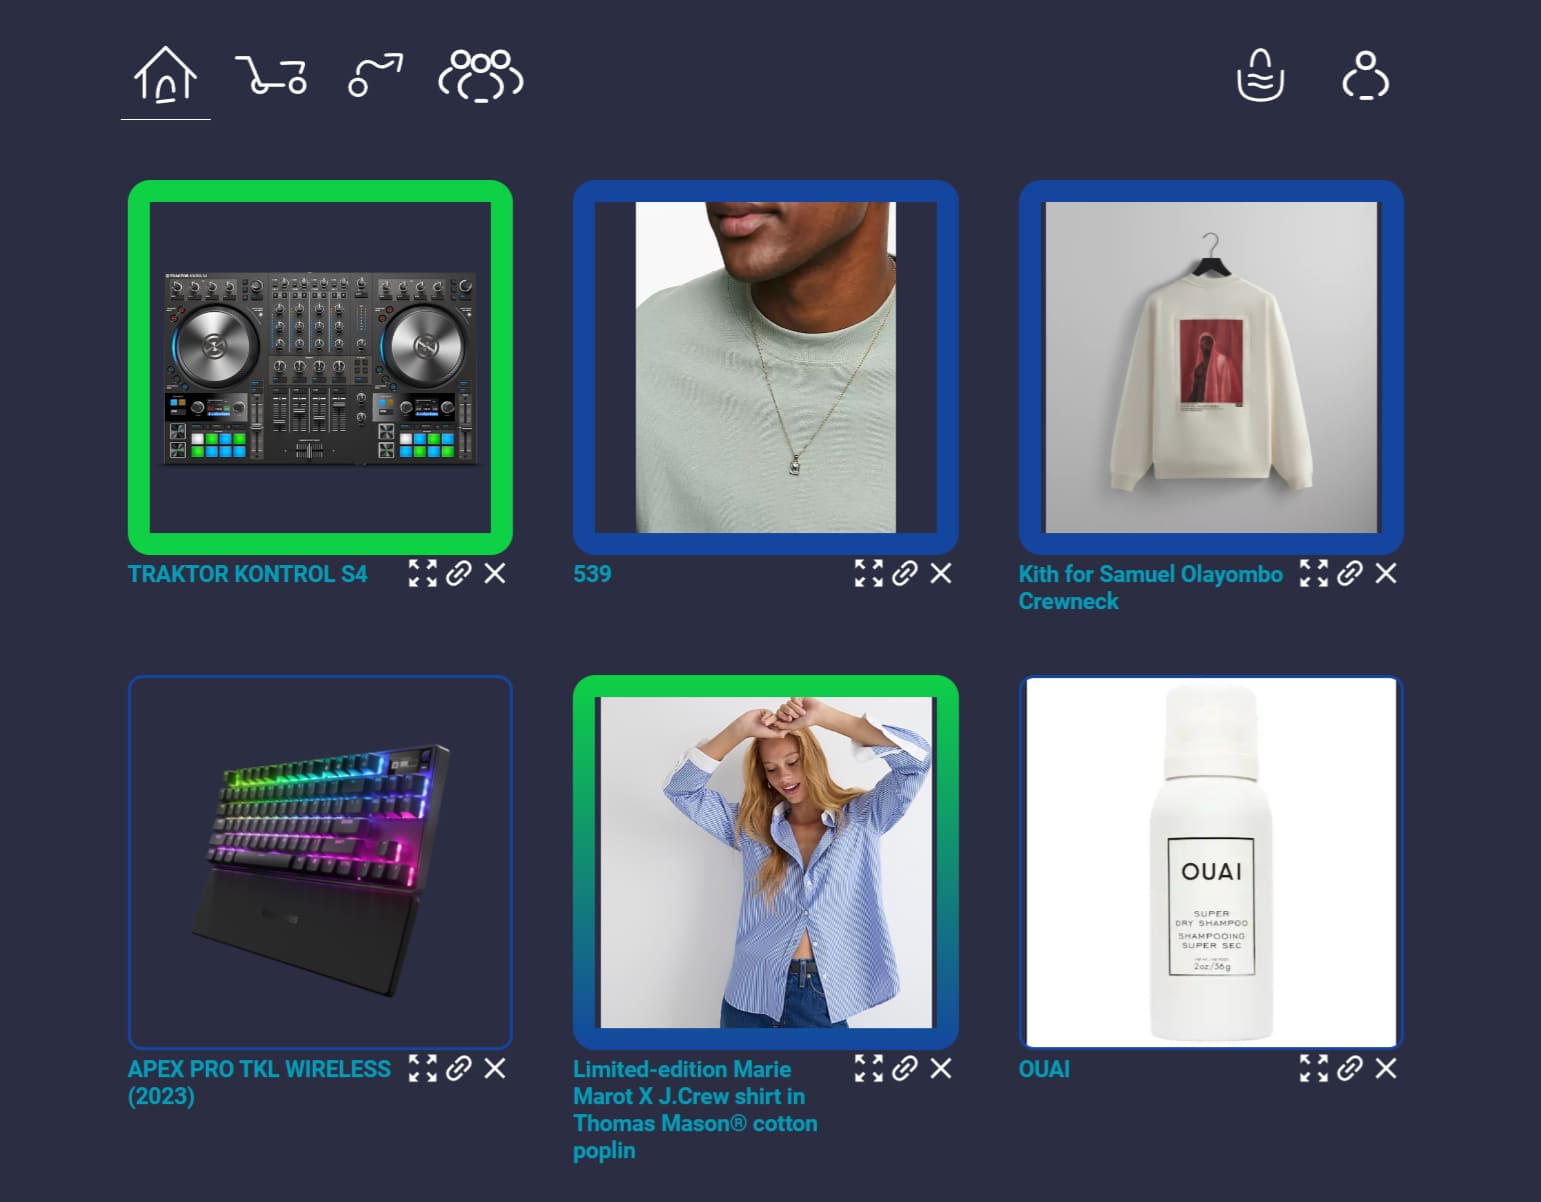 TRAKTOR KONTROL S4
539
Kith for Samuel Olayombo
Crewneck
OUAI
SUPER
DRY SHAMPOO
SHAMPOOING
SUPER SEC
2oz/56g
APEX PRO TKL WIRELESS
(2023)
Limited-edition Marie
Marot X J.Crew shirt in
Thomas Mason® cotton
poplin
OUAI